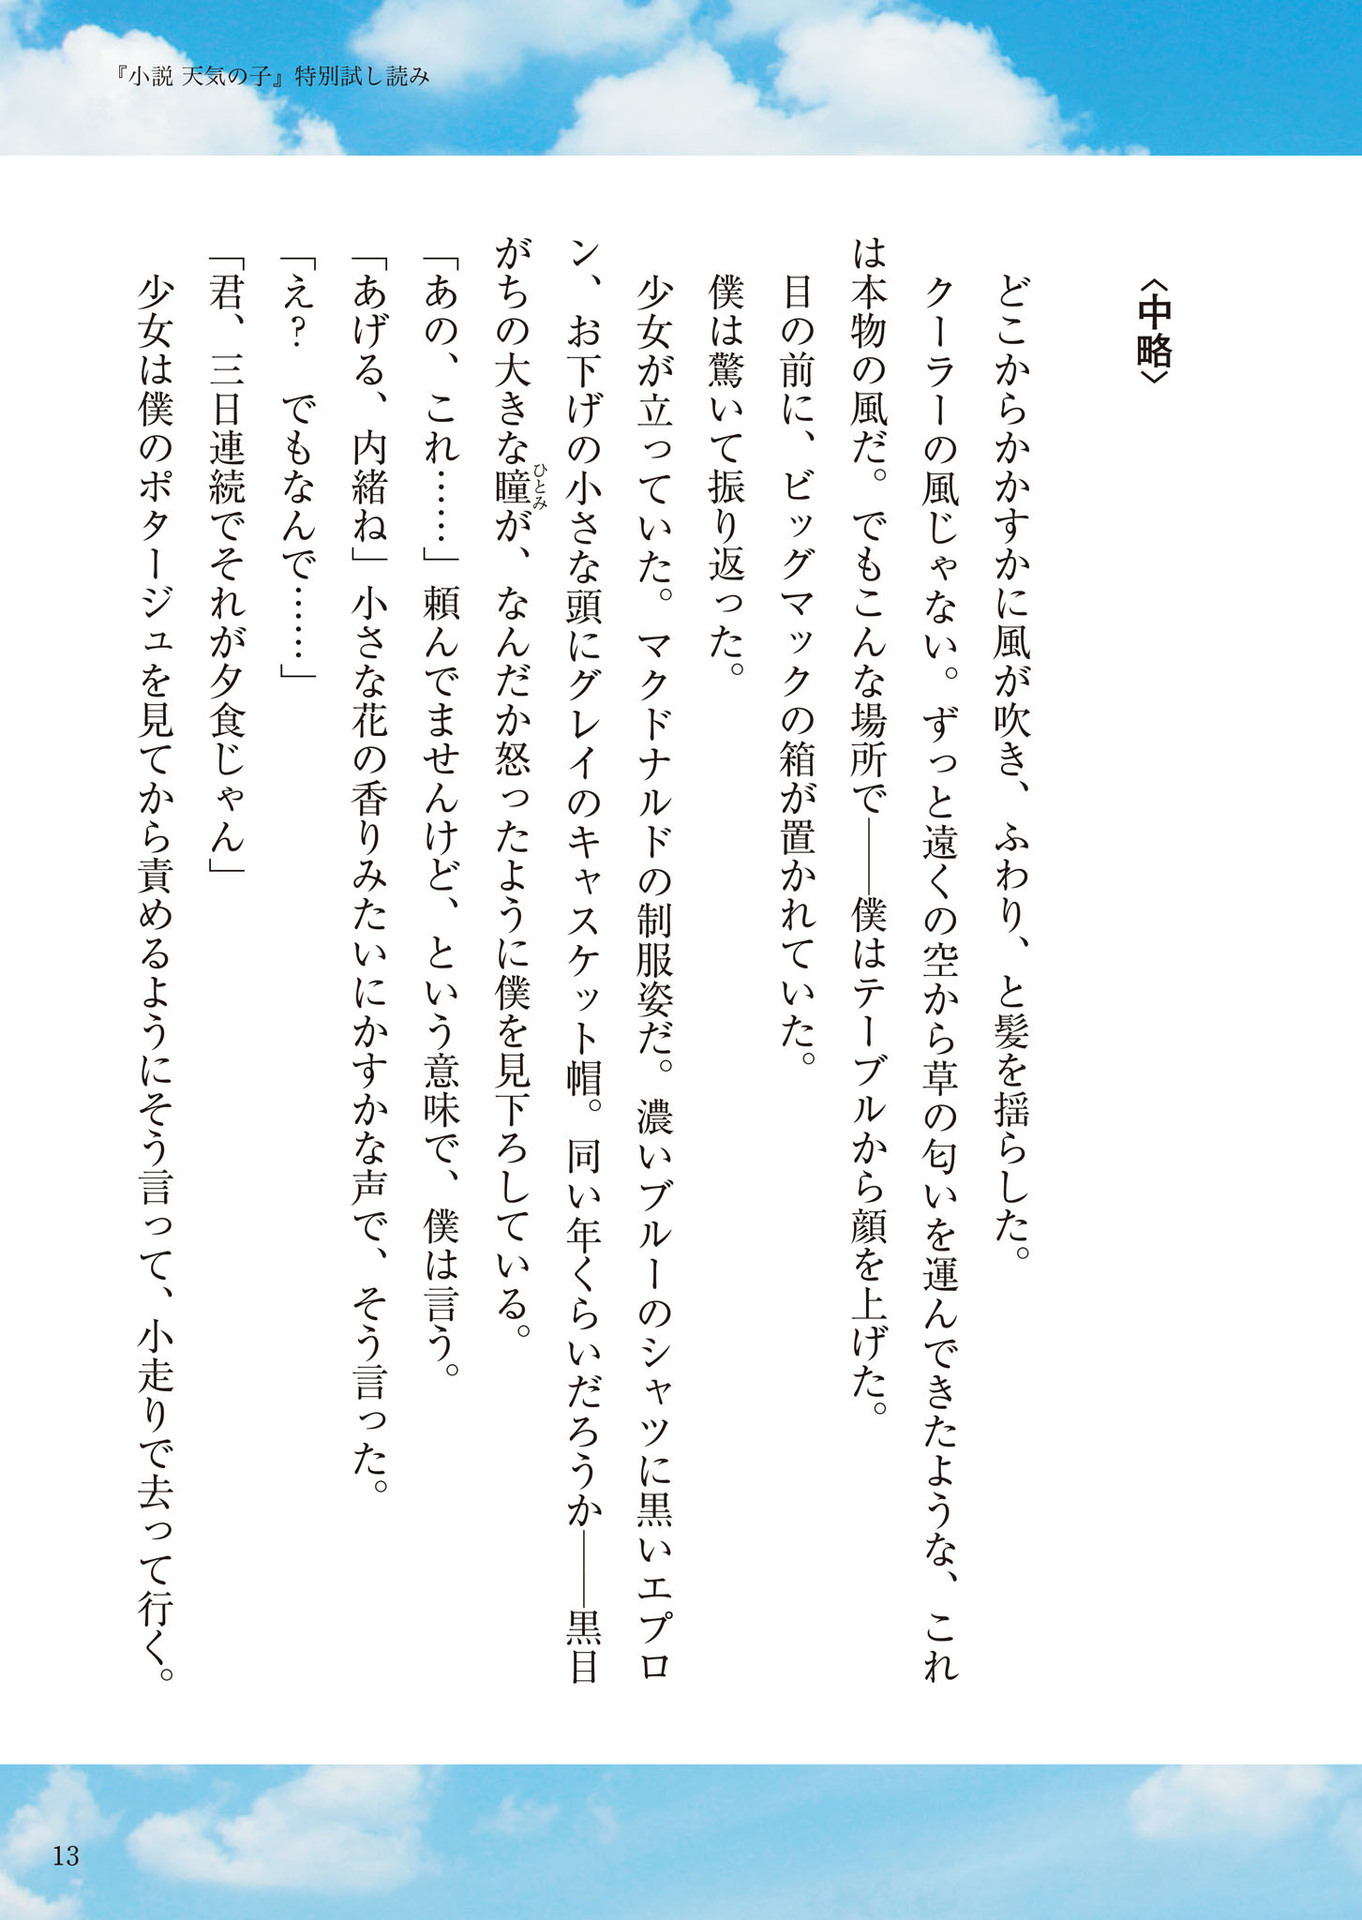 『小説 天気の子』特別試し読み
〈中略〉
どこからかかすかに風が吹き、ふわり、と髪を揺らした。
クーラーの風じゃない。ずっと遠くの空から草の匂いを運んできたような、これ
は本物の風だ。でもこんな場所で――僕はテーブルから顔を上げた。
目の前に、ビッグマックの箱が置かれていた。
僕は驚いて振り返った。
少女が立っていた。マクドナルドの制服姿だ。濃いブルーのシャツに黒いエプロ
ン、お下げの小さな頭にグレイのキャスケット帽。同い年くらいだろうか――黒目
がちの大きな瞳が、なんだか怒ったように僕を見下ろしている。
ひとみ
「あの、これ……」頼んでませんけど、という意味で、僕は言う。
「あげる、内緒ね」小さな花の香りみたいにかすかな声で、そう言った。
「え？　でもなんで……」
「君、三日連続でそれが夕食じゃん」
少女は僕のポタージュを見てから責めるようにそう言って、小走りで去って行く。
13